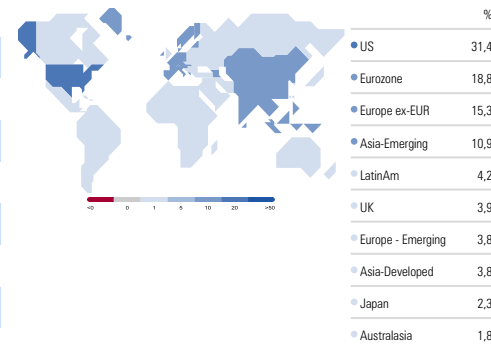 %
US 31,4
Eurozone 18,8
Europe ex-EUR 15,3
Asia-Emerging 10,9
LatinAm 4,2
UK 3,9
Europe - Emerging 3,8
Asia-Developed 3,8
Japan 2,3
Australasia 1,8
<0 0 1 5 10 20 >50